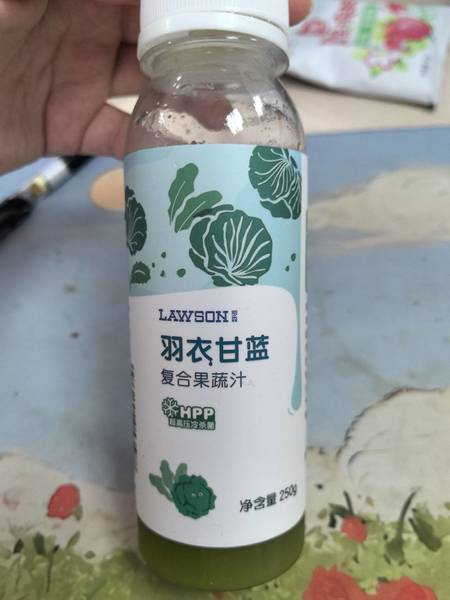 LAWSON
羽衣甘蓝
复合果蔬汁
HPP
超高压冷杀菌
净含量 250g